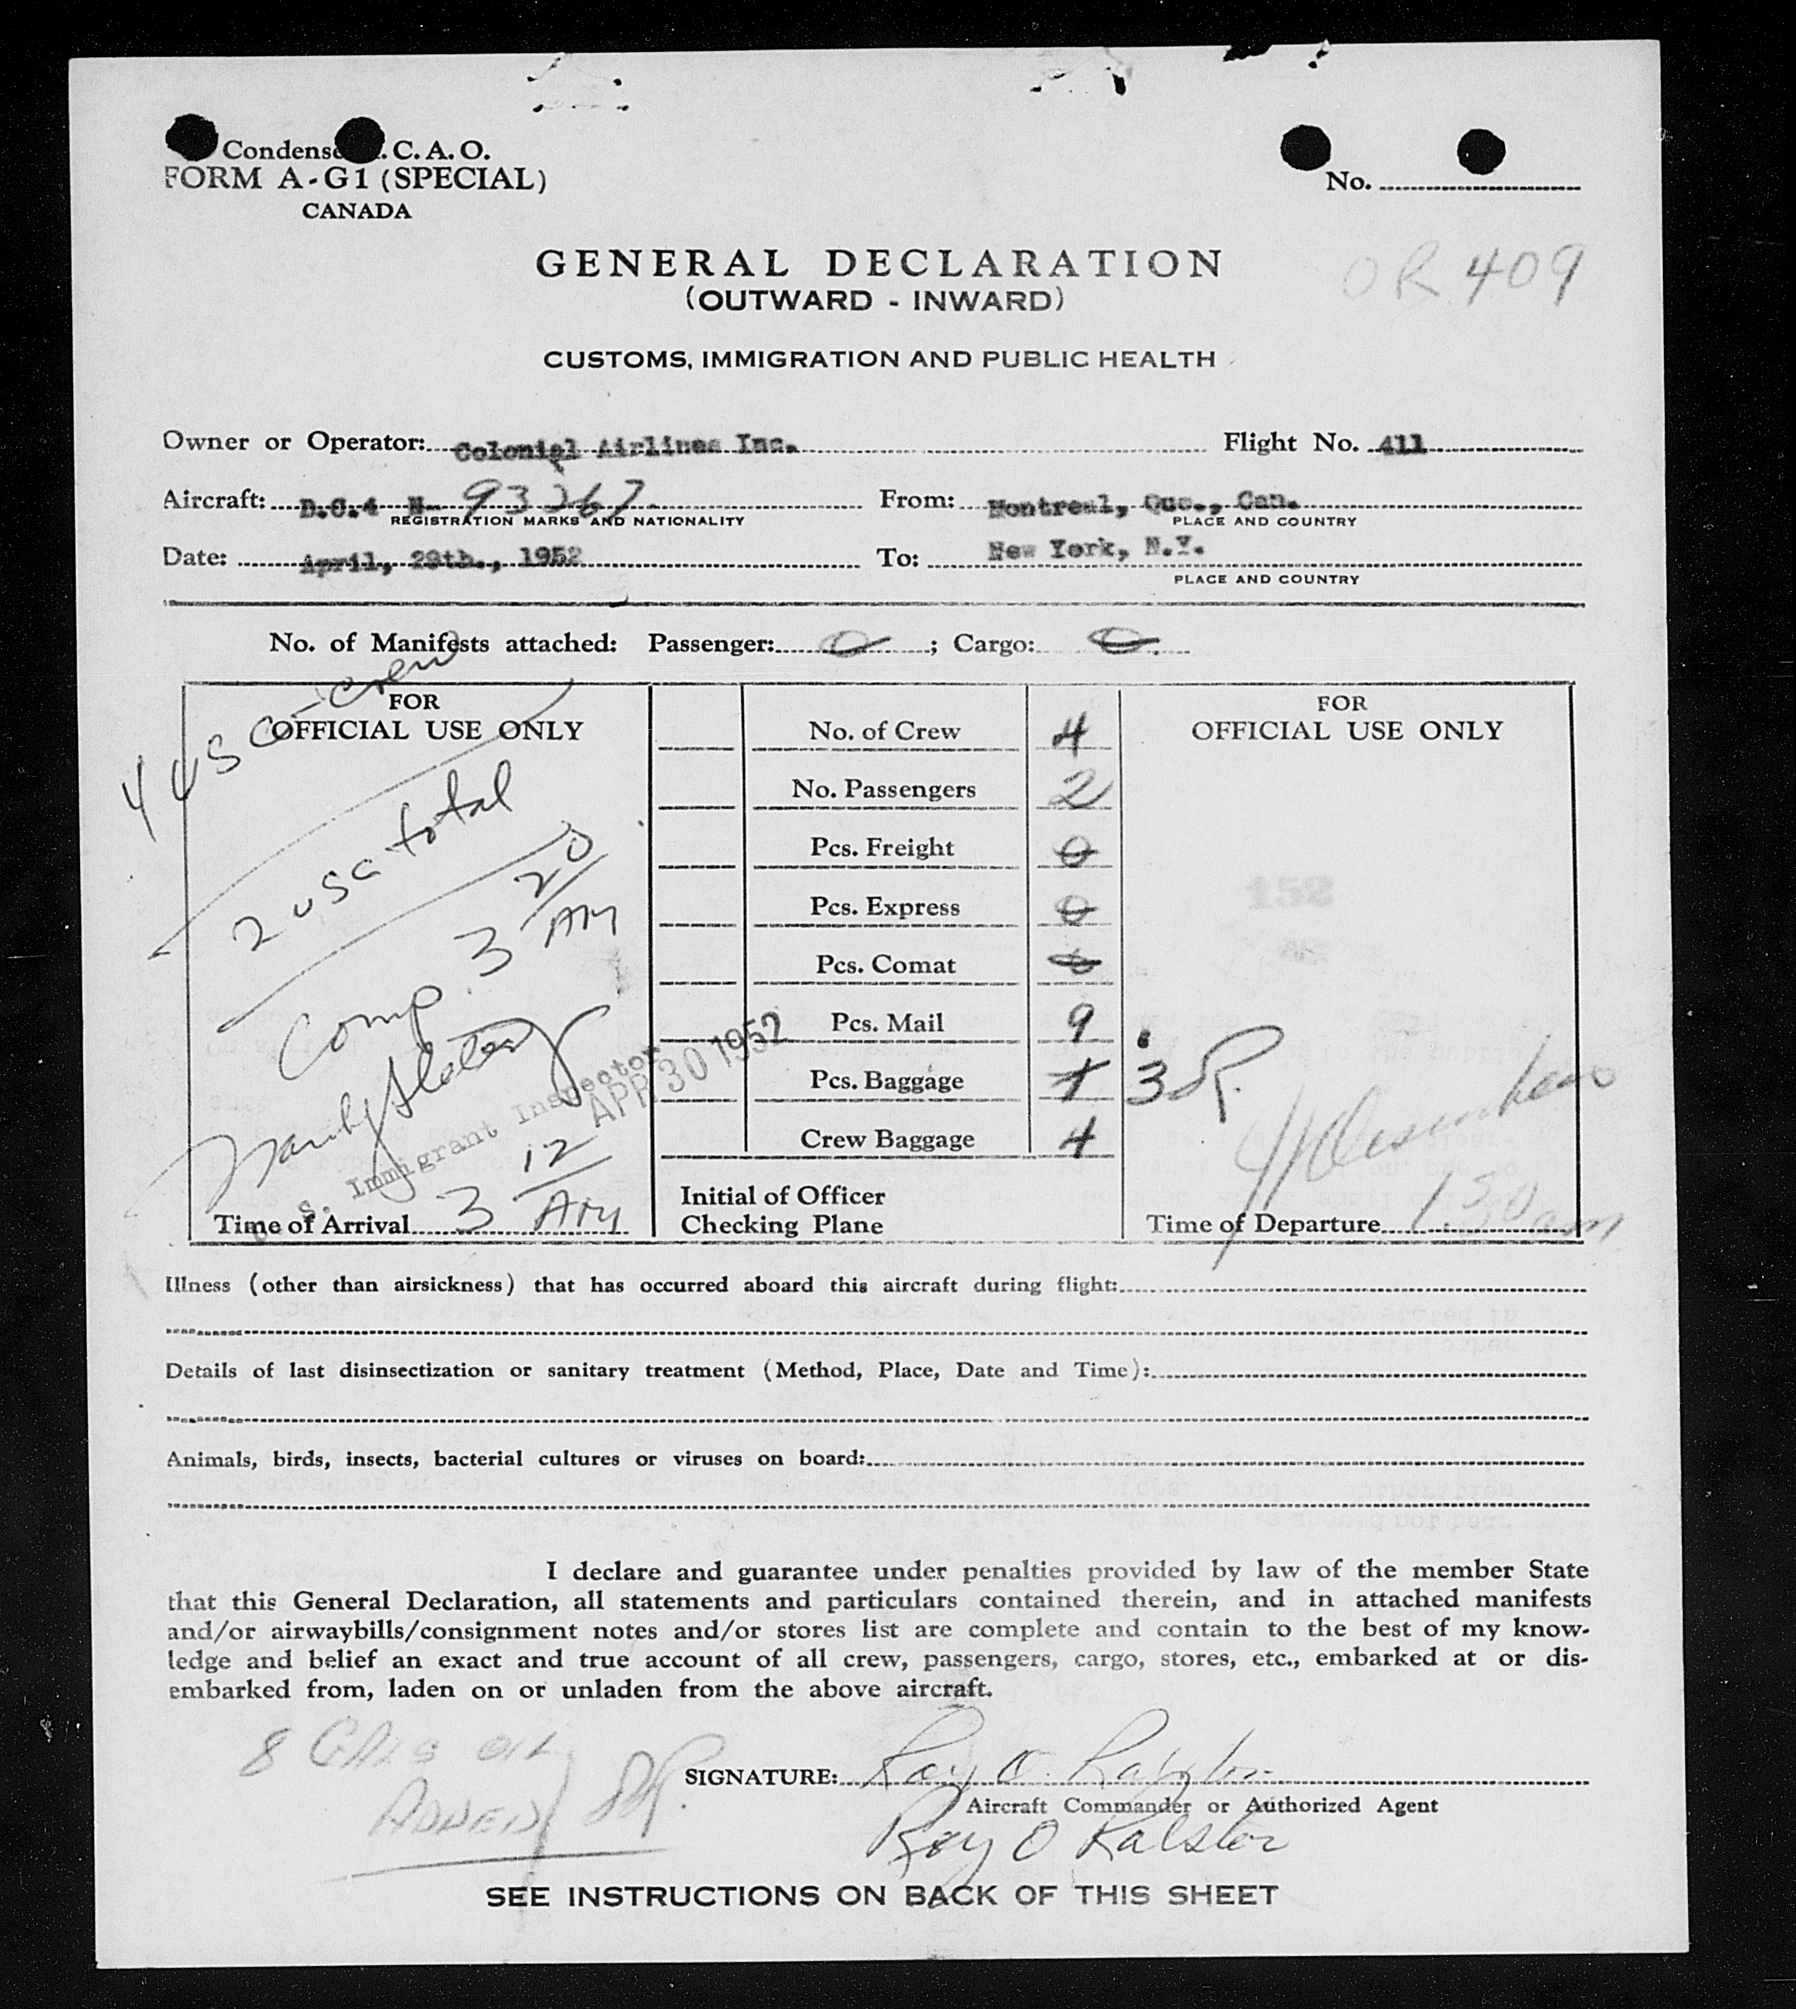 Condense I.C.A.O.
FORM A-G1 (SPECIAL)
CANADA
No.
OR 409
GENERAL DECLARATION
(OUTWARD - INWARD)
CUSTOMS, IMMIGRATION AND PUBLIC HEALTH
Owner or Operator: Colonial Airlines Inc. Flight No. 411
Aircraft: D.C.4 N- 93267 From: Montreal, Que., Can.
REGISTRATION MARKS AND NATIONALITY PLACE AND COUNTRY
Date: April, 29th., 1952 To: New York, N.Y.
PLACE AND COUNTRY
No. of Manifests attached: Passenger: 0 ; Cargo: 0
FOR
OFFICIAL USE ONLY
4 USC - crew
2 USC total
Comp. 3 20 AM
U. S. Immigrant Inspector
APR 30 1952
Time of Arrival 3 12 AM
No. of Crew 4
No. Passengers 2
Pcs. Freight 0
Pcs. Express 0
Pcs. Comat 0
Pcs. Mail 9
Pcs. Baggage 3
Crew Baggage 4
Initial of Officer
Checking Plane
FOR
OFFICIAL USE ONLY
152
Time of Departure 1.30 am
Illness (other than airsickness) that has occurred aboard this aircraft during flight:
Details of last disinsectization or sanitary treatment (Method, Place, Date and Time):
Animals, birds, insects, bacterial cultures or viruses on board:
I declare and guarantee under penalties provided by law of the member State
that this General Declaration, all statements and particulars contained therein, and in attached manifests
and/or airwaybills/consignment notes and/or stores list are complete and contain to the best of my know-
ledge and belief an exact and true account of all crew, passengers, cargo, stores, etc., embarked at or dis-
embarked from, laden on or unladen from the above aircraft.
8 GALS OIL
ADDED
SIGNATURE: Roy O. Ralston
Aircraft Commander or Authorized Agent
Roy O Ralston
SEE INSTRUCTIONS ON BACK OF THIS SHEET